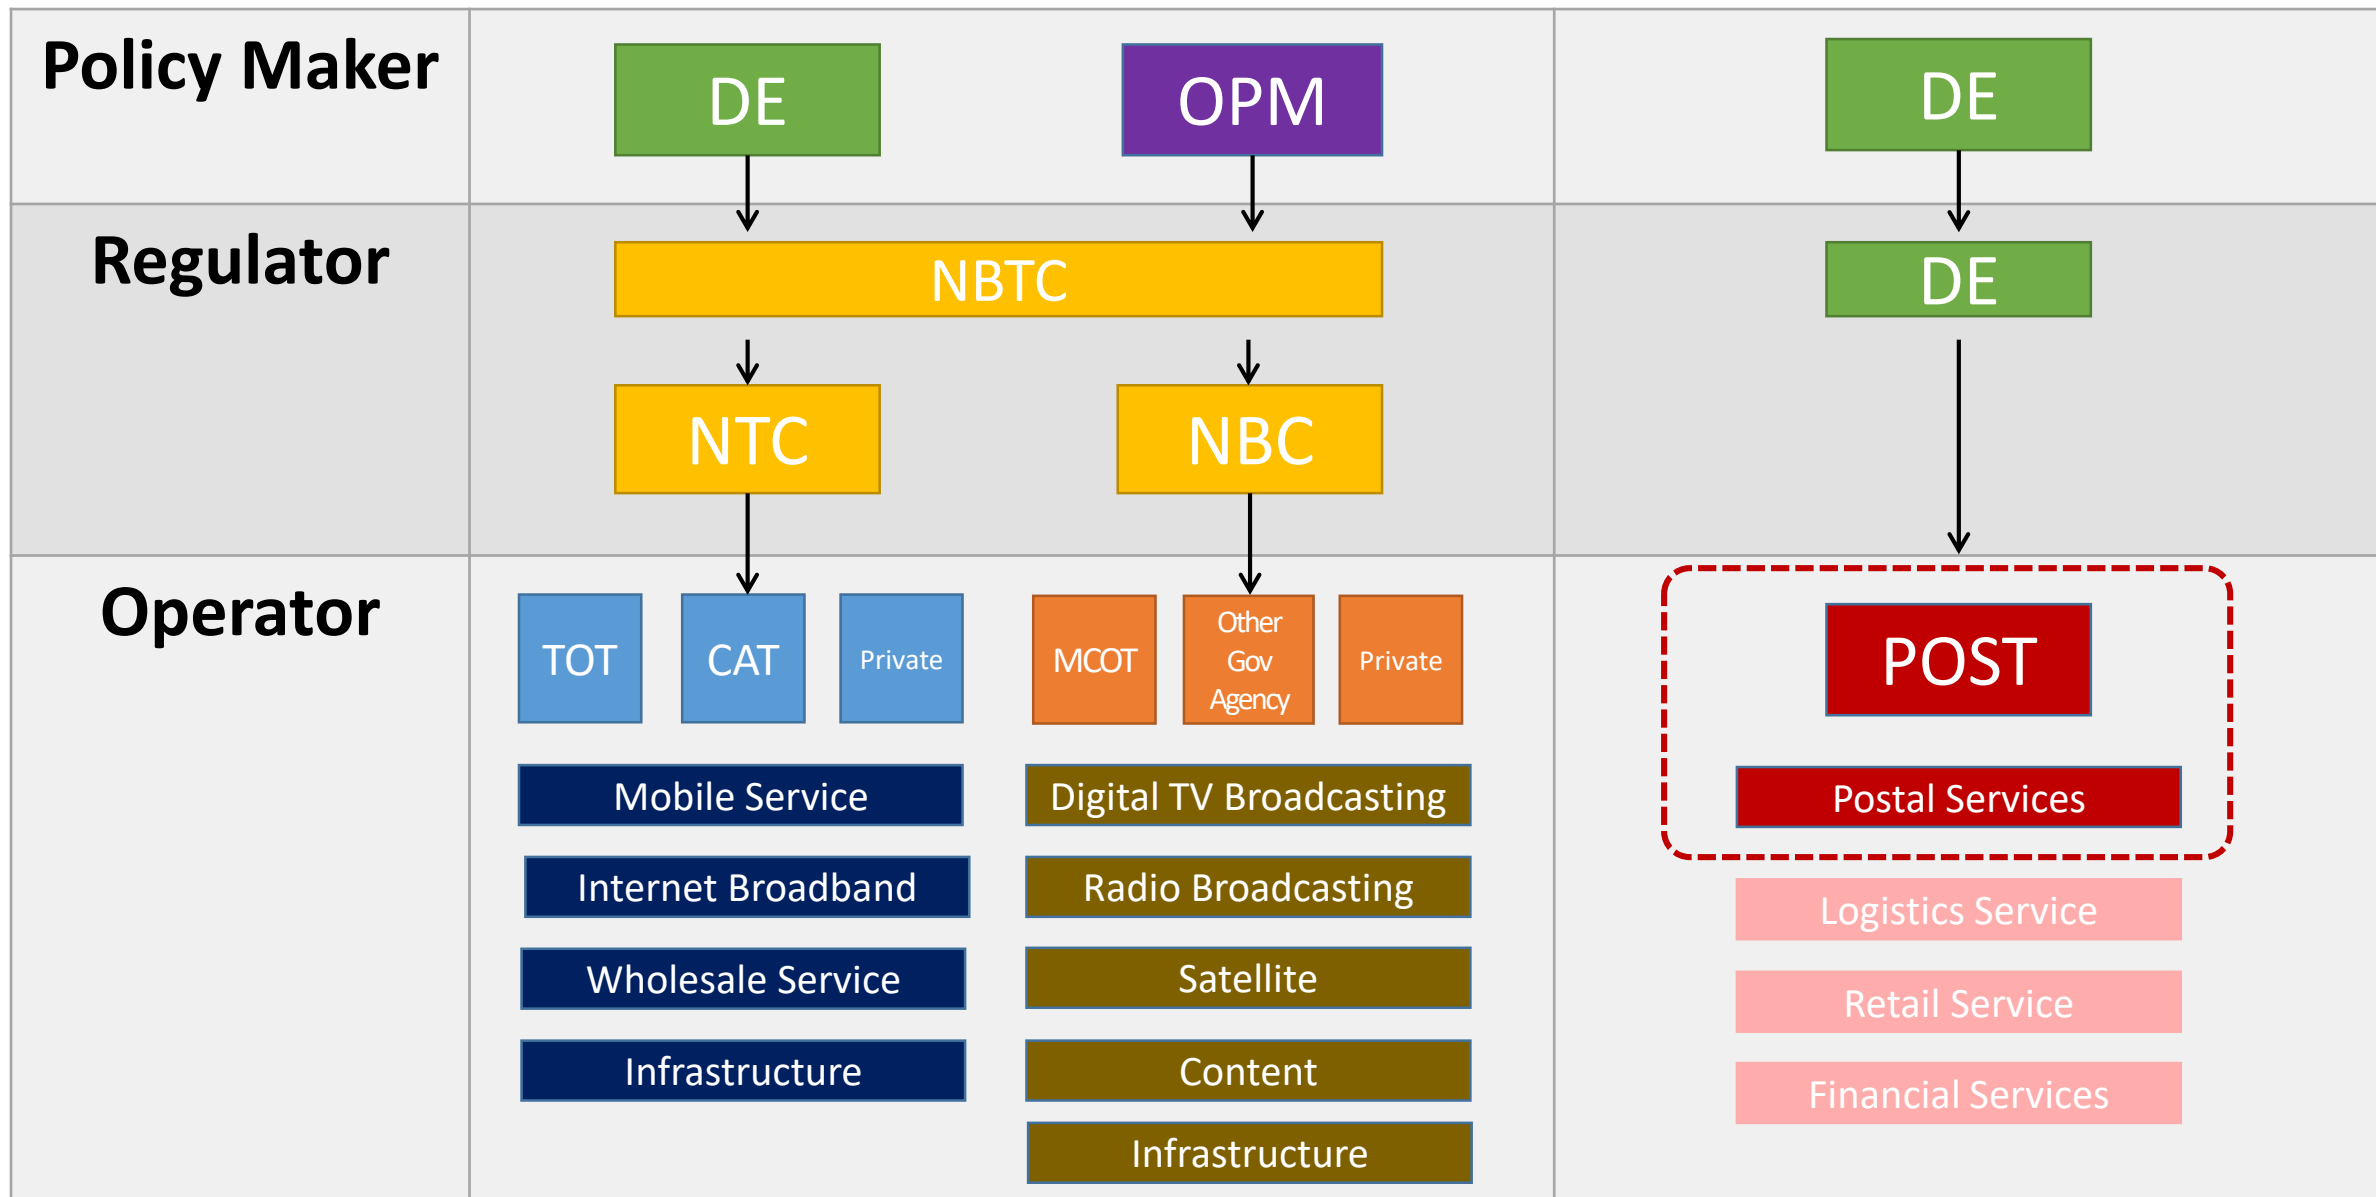 Policy Maker
DE
OPM
DE
Regulator
NBTC
DE
NTC
NBC
Operator
TOT
CAT
Private
MCOT
Other
Gov
Agency
Private
POST
Mobile Service
Digital TV Broadcasting
Postal Services
Internet Broadband
Radio Broadcasting
Logistics Service
Wholesale Service
Satellite
Retail Service
Infrastructure
Content
Financial Services
Infrastructure